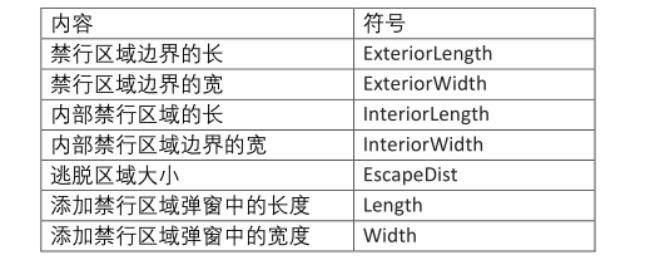 内容 符号
禁行区域边界的长 ExteriorLength
禁行区域边界的宽 ExteriorWidth
内部禁行区域的长 InteriorLength
内部禁行区域边界的宽 InteriorWidth
逃脱区域大小 EscapeDist
添加禁行区域弹窗中的长度 Length
添加禁行区域弹窗中的宽度 Width